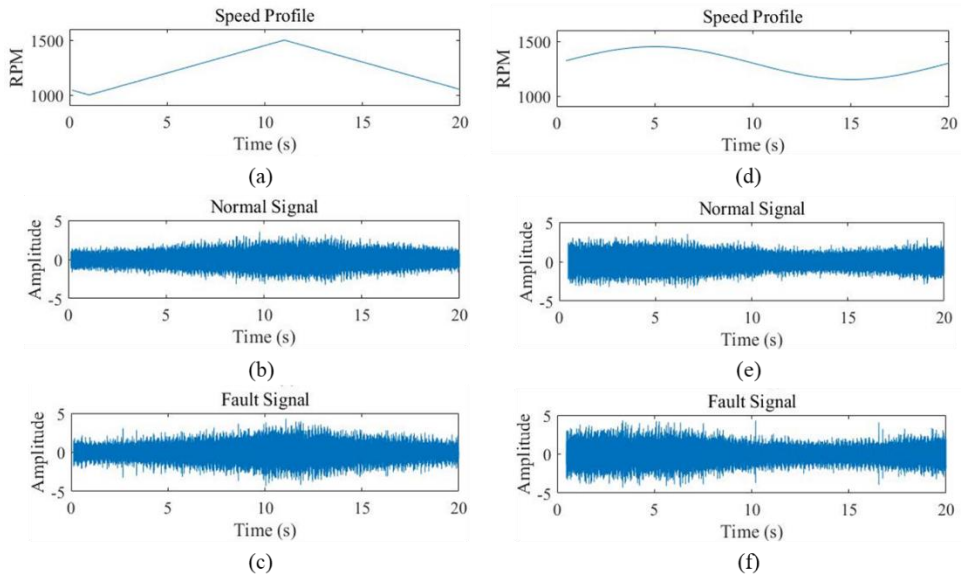 Speed Profile
1500
1000
RPM
0 5 10 15 20
Time (s)
(a)
Normal Signal
5
0
-5
Amplitude
0 5 10 15 20
Time (s)
(b)
Fault Signal
5
0
-5
Amplitude
0 5 10 15 20
Time (s)
(c)
Speed Profile
1500
1000
RPM
0 5 10 15 20
Time (s)
(d)
Normal Signal
5
0
-5
Amplitude
0 5 10 15 20
Time (s)
(e)
Fault Signal
5
0
-5
Amplitude
0 5 10 15 20
Time (s)
(f)